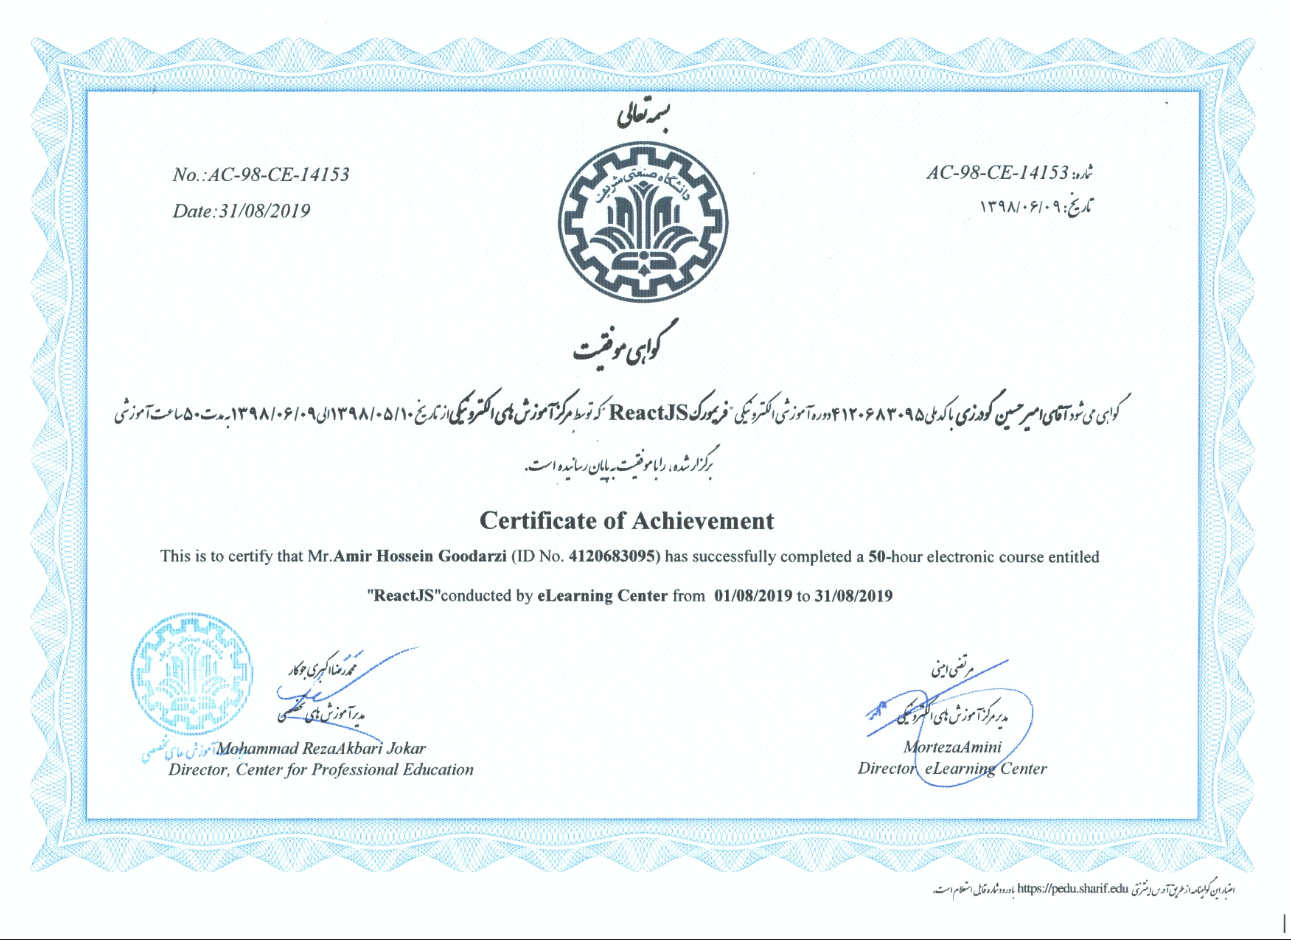 بسمه تعالی
دانشگاه صنعتی شریف
No.:AC-98-CE-14153
Date:31/08/2019
شماره: AC-98-CE-14153
تاریخ: ۱۳۹۸/۰۶/۰۹
گواهی موفقیت
گواهی می شود آقای امیرحسین گودرزی با کد ملی ۴۱۲۰۶۸۳۰۹۵ دوره آموزشی الکترونیکی "فریمورک ReactJS" که توسط مرکز آموزش های الکترونیکی از تاریخ ۱۳۹۸/۰۵/۱۰ الی ۱۳۹۸/۰۶/۰۹ به مدت ۵۰ ساعت آموزشی
برگزار شده، را با موفقیت به پایان رسانیده است.
Certificate of Achievement
This is to certify that Mr.Amir Hossein Goodarzi (ID No. 4120683095) has successfully completed a 50-hour electronic course entitled
"ReactJS"conducted by eLearning Center from 01/08/2019 to 31/08/2019
محمدرضا اکبری جوکار
مدیر آموزش های تخصصی
Mohammad RezaAkbari Jokar
Director, Center for Professional Education
مرتضی امینی
مدیر مرکز آموزش های الکترونیکی
MortezaAmini
Director, eLearning Center
آموزش های تخصصی
اعتبار این گواهینامه از طریق آدرس اینترنتی https://pedu.sharif.edu با ورود شماره قابل استعلام است.